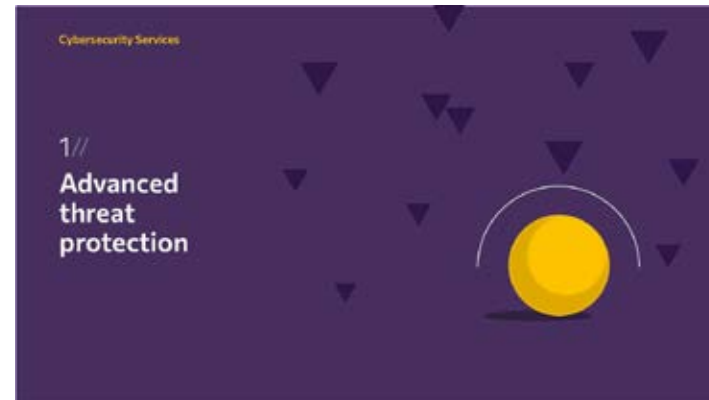 Cybersecurity Services
1//
Advanced
threat
protection